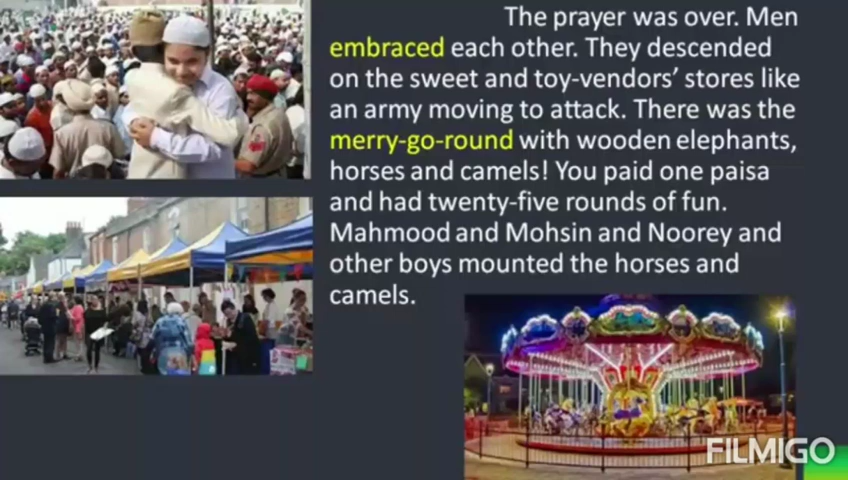 The prayer was over. Men
embraced each other. They descended
on the sweet and toy-vendors’ stores like
an army moving to attack. There was the
merry-go-round with wooden elephants,
horses and camels! You paid one paisa
and had twenty-five rounds of fun.
Mahmood and Mohsin and Noorey and
other boys mounted the horses and
camels.
FILMIGO